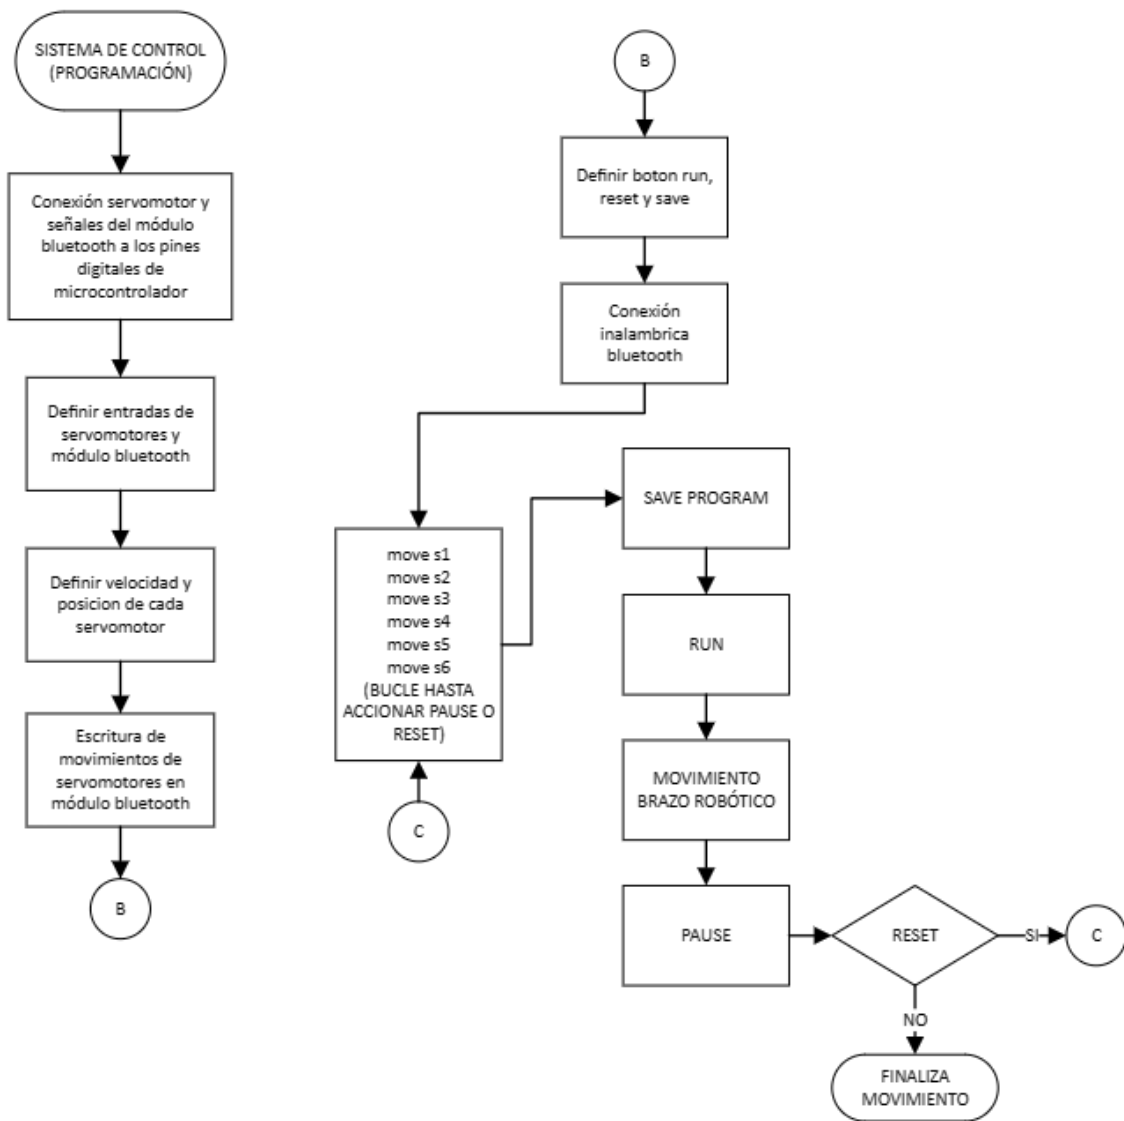 SISTEMA DE CONTROL
(PROGRAMACIÓN)
Conexión servomotor y
señales del módulo
bluetooth a los pines
digitales de
microcontrolador
Definir entradas de
servomotores y
módulo bluetooth
Definir velocidad y
posicion de cada
servomotor
Escritura de
movimientos de
servomotores en
módulo bluetooth
B
B
Definir boton run,
reset y save
Conexión
inalambrica
bluetooth
move s1
move s2
move s3
move s4
move s5
move s6
(BUCLE HASTA
ACCIONAR PAUSE O
RESET)
C
SAVE PROGRAM
RUN
MOVIMIENTO
BRAZO ROBÓTICO
PAUSE
RESET
SI
C
NO
FINALIZA
MOVIMIENTO